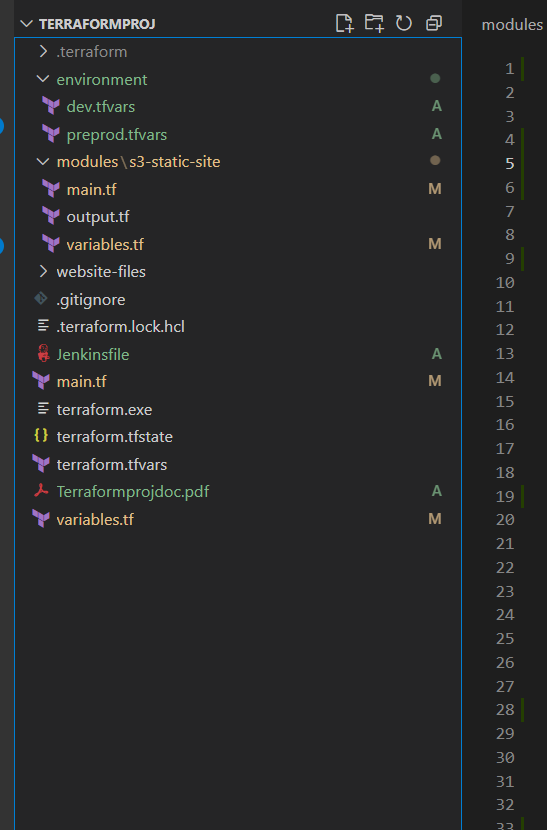 TERRAFORMPROJ
modules
.terraform
environment
dev.tfvars A
preprod.tfvars A
modules\s3-static-site
main.tf M
output.tf
variables.tf M
website-files
.gitignore
.terraform.lock.hcl
Jenkinsfile A
main.tf M
terraform.exe
{} terraform.tfstate
terraform.tfvars
Terraformprojdoc.pdf A
variables.tf M
1
2
3
4
5
6
7
8
9
10
11
12
13
14
15
16
17
18
19
20
21
22
23
24
25
26
27
28
29
30
31
32
33